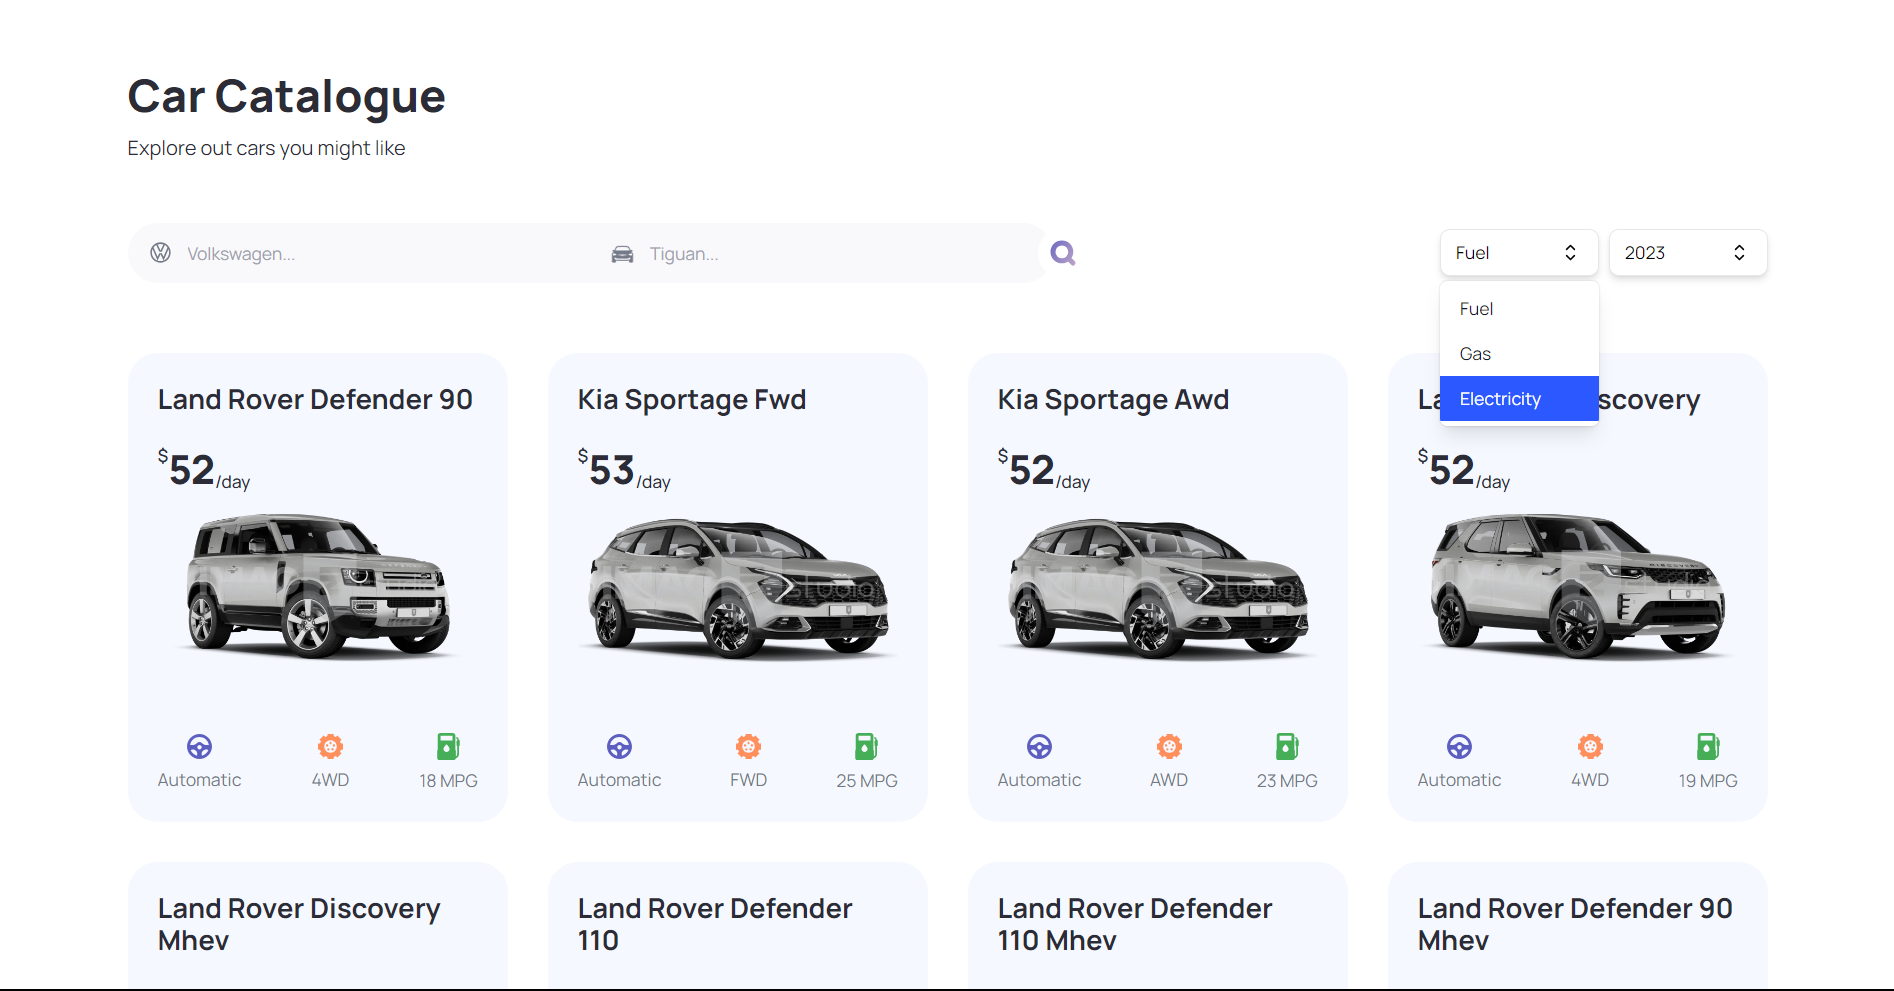 Car Catalogue
Explore out cars you might like
Volkswagen...
Tiguan...
Fuel
2023
Fuel
Gas
Electricity
Land Rover Defender 90
$52/day
Automatic
4WD
18 MPG
Kia Sportage Fwd
$53/day
studio
Automatic
FWD
25 MPG
Kia Sportage Awd
$52/day
studio
Automatic
AWD
23 MPG
La scovery
$52/day
Automatic
4WD
19 MPG
Land Rover Discovery
Mhev
Land Rover Defender
110
Land Rover Defender
110 Mhev
Land Rover Defender 90
Mhev